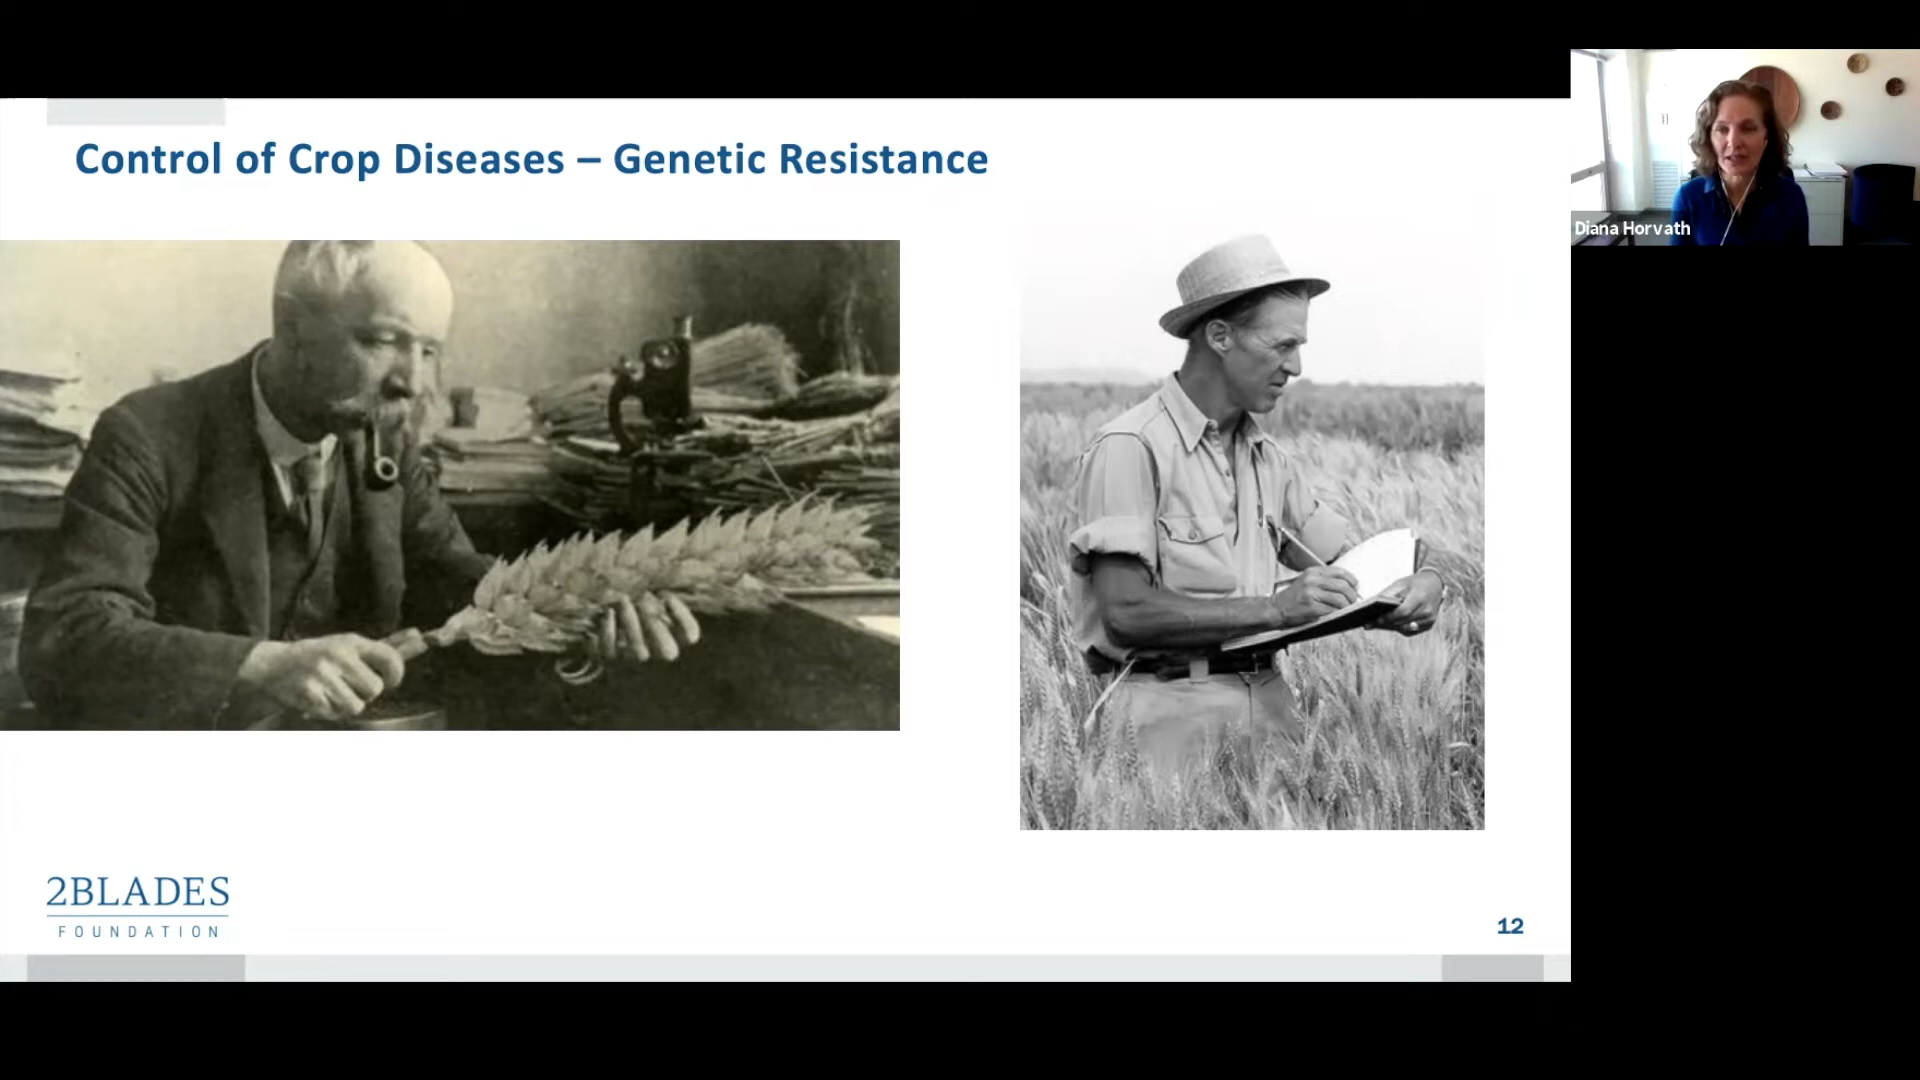 Control of Crop Diseases – Genetic Resistance
Diana Horvath
2BLADES
FOUNDATION
12